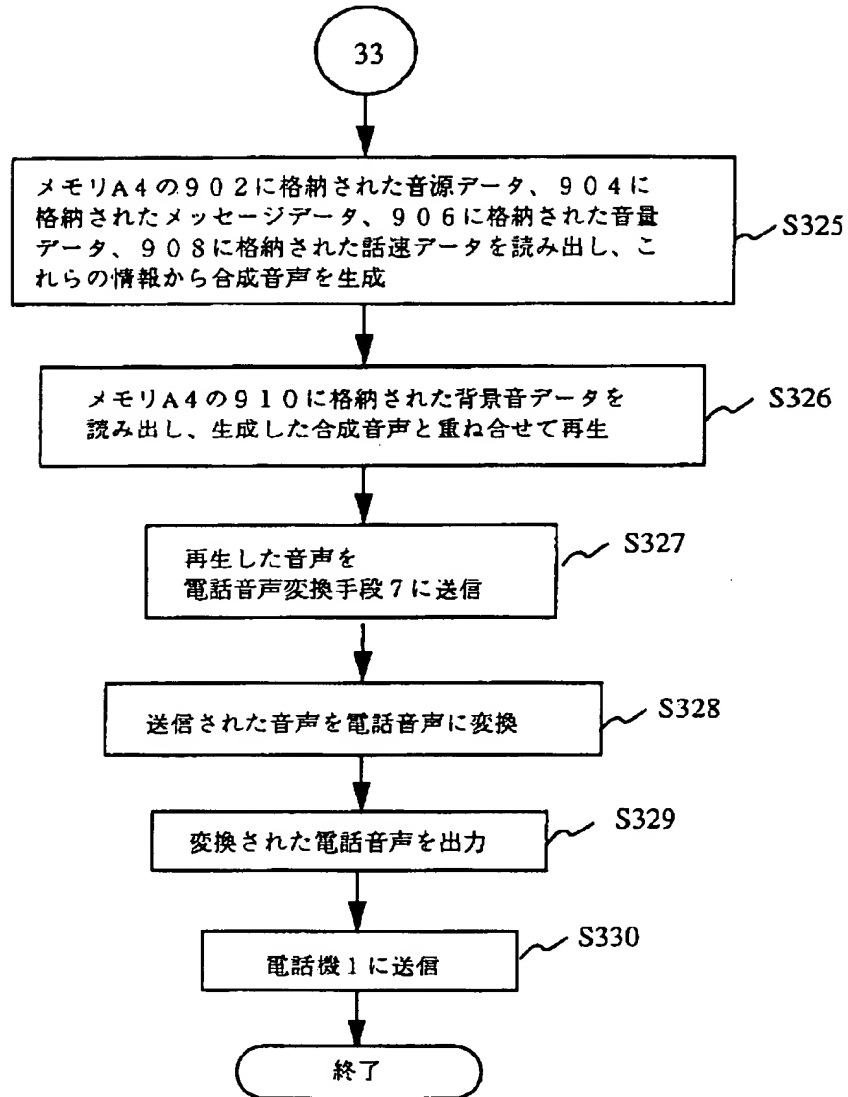 33
メモリA4の902に格納された音源データ、904に
格納されたメッセージデータ、906に格納された音量
データ、908に格納された話速データを読み出し、こ
れらの情報から合成音声を生成
S325
メモリA4の910に格納された背景音データを
読み出し、生成した合成音声と重ね合せて再生
S326
再生した音声を
電話音声変換手段7に送信
S327
送信された音声を電話音声に変換
S328
変換された電話音声を出力
S329
電話機1に送信
S330
終了